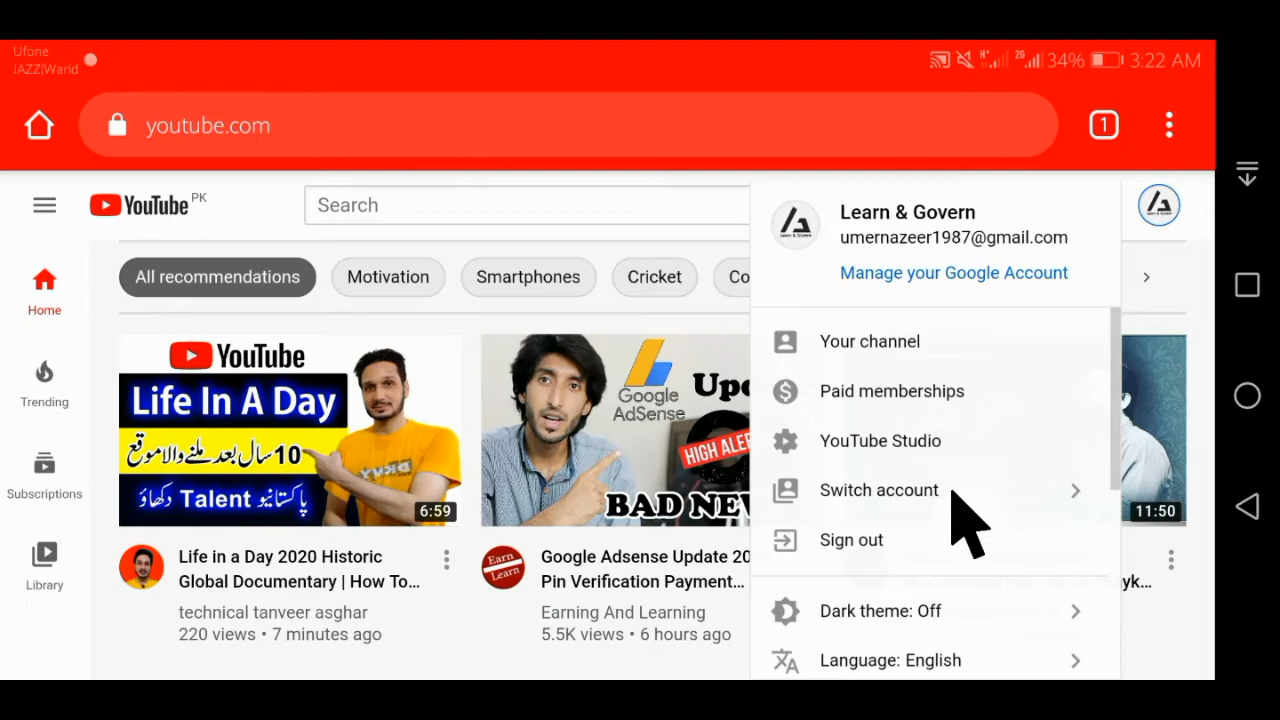 Ufone
JAZZ|Warid
H+
2G
34%
3:22 AM
youtube.com
1
YouTube PK
Search
Learn & Govern
umernazeer1987@gmail.com
Manage your Google Account
All recommendations
Motivation
Smartphones
Cricket
Co
Home
Trending
Subscriptions
Library
YouTube
Life In A Day
10 سال بعد ملنے والا موقع
پاکستانیو Talent دکھاؤ
6:59
Google
AdSense
Upd
HIGH ALE
BAD NEW
11:50
Your channel
Paid memberships
YouTube Studio
Switch account
Sign out
Dark theme: Off
Language: English
Life in a Day 2020 Historic
Global Documentary | How To...
technical tanveer asghar
220 views • 7 minutes ago
Earn
Learn
Google Adsense Update 20
Pin Verification Payment...
Earning And Learning
5.5K views • 6 hours ago
yk...